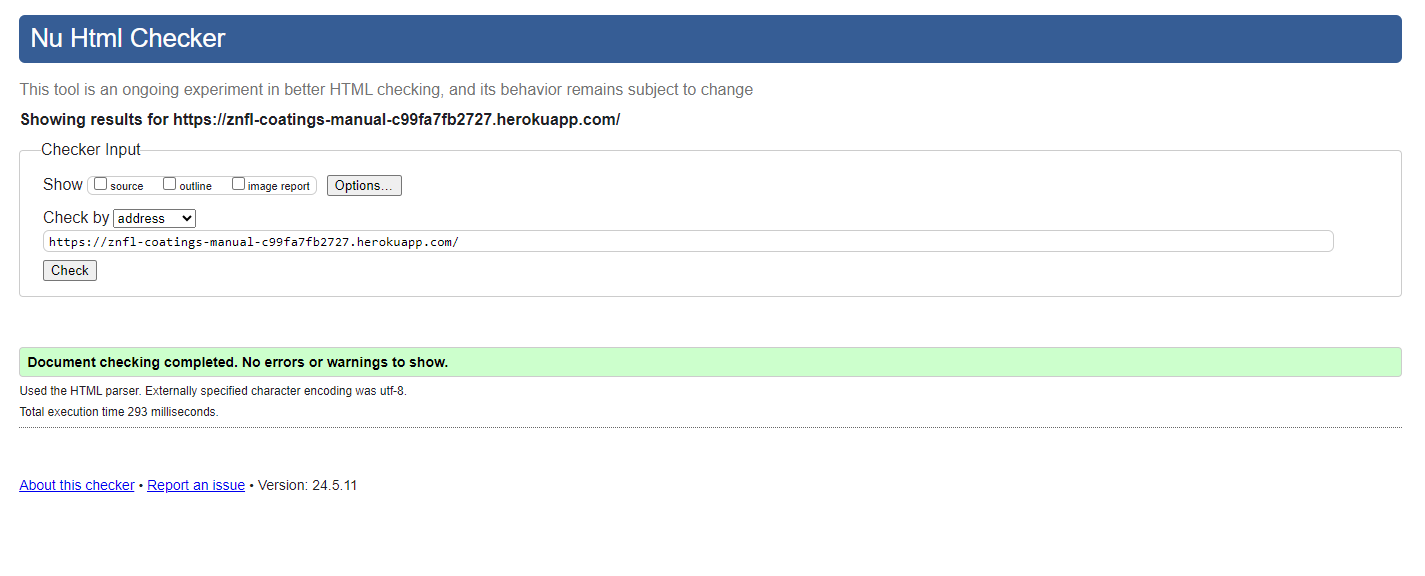 Nu Html Checker
This tool is an ongoing experiment in better HTML checking, and its behavior remains subject to change
Showing results for https://znfl-coatings-manual-c99fa7fb2727.herokuapp.com/
Checker Input
Show source outline image report Options...
Check by address
https://znfl-coatings-manual-c99fa7fb2727.herokuapp.com/
Check
Document checking completed. No errors or warnings to show.
Used the HTML parser. Externally specified character encoding was utf-8.
Total execution time 293 milliseconds.
About this checker • Report an issue • Version: 24.5.11